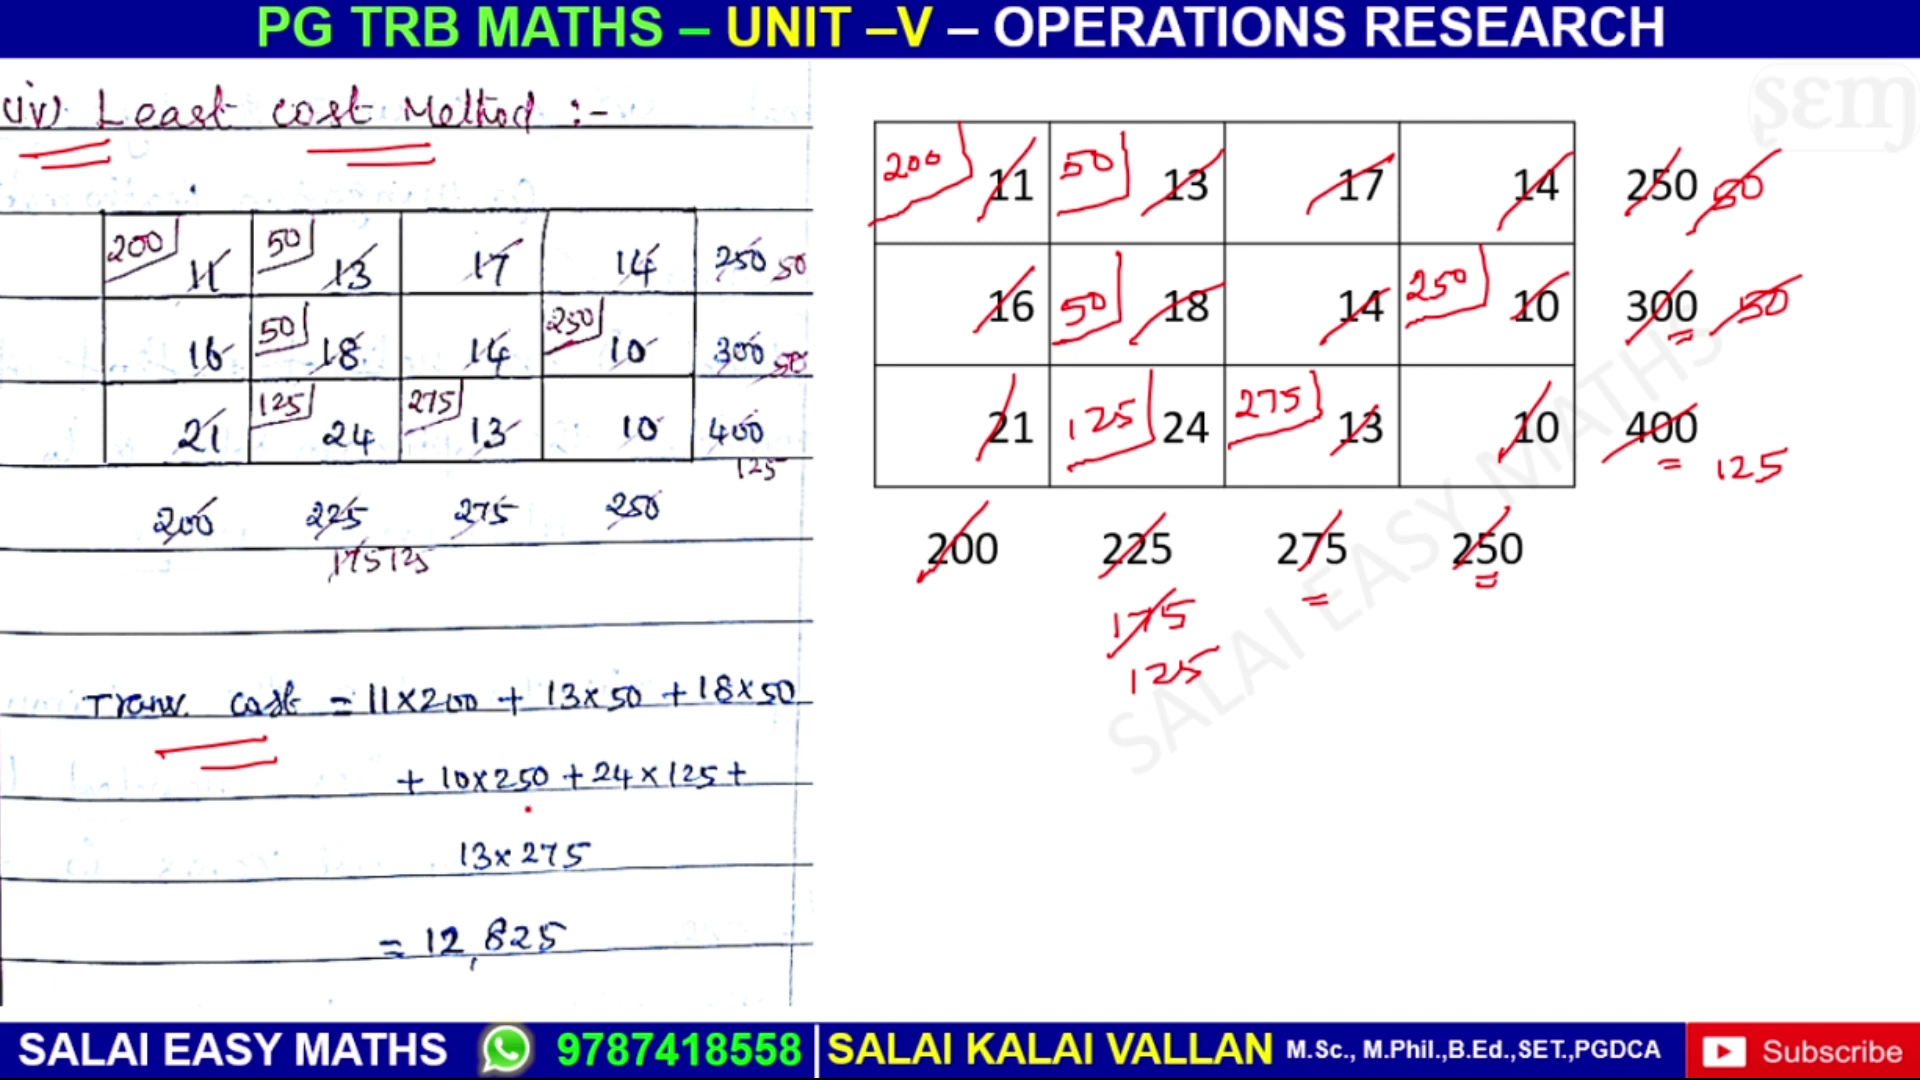 PG TRB MATHS – UNIT –V – OPERATIONS RESEARCH
sɛm
(iv) Least cost Method :-
200 11 50 13 17 14 250 50
16 50 18 14 250 10 300 50
21 125 24 275 13 10 400
125
200 225 275 250
175 125
Trans. cost = 11×200 + 13×50 + 18×50
+ 10×250 + 24×125 +
13×275
= 12,825
200 11 50 13 17 14 250 50
16 50 18 14 250 10 300 50
21 125 24 275 13 10 400 125
200 225 275 250
175
125
SALAI EASY MATHS
SALAI EASY MATHS 9787418558 SALAI KALAI VALLAN M.Sc., M.Phil.,B.Ed.,SET.,PGDCA Subscribe